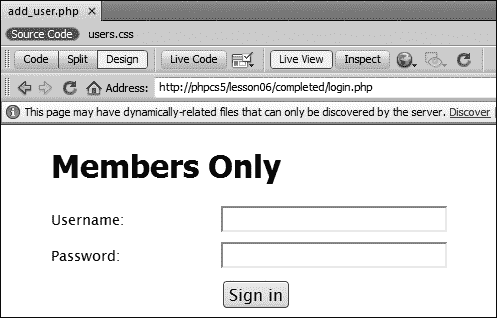 add_user.php ×
Source Code users.css
Code Split Design Live Code Live View Inspect
Address: http://phpcs5/lesson06/completed/login.php
This page may have dynamically-related files that can only be discovered by the server. Discover
Members Only
Username:
Password:
Sign in